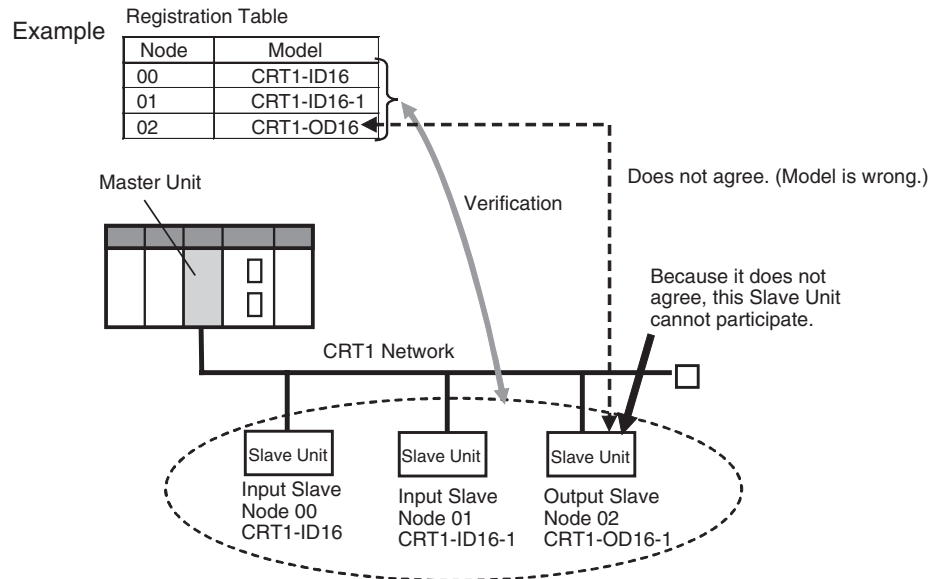 Example
Registration Table
Node Model
00 CRT1-ID16
01 CRT1-ID16-1
02 CRT1-OD16
Does not agree. (Model is wrong.)
Master Unit
Verification
Because it does not
agree, this Slave Unit
cannot participate.
CRT1 Network
Slave Unit
Input Slave
Node 00
CRT1-ID16
Slave Unit
Input Slave
Node 01
CRT1-ID16-1
Slave Unit
Output Slave
Node 02
CRT1-OD16-1